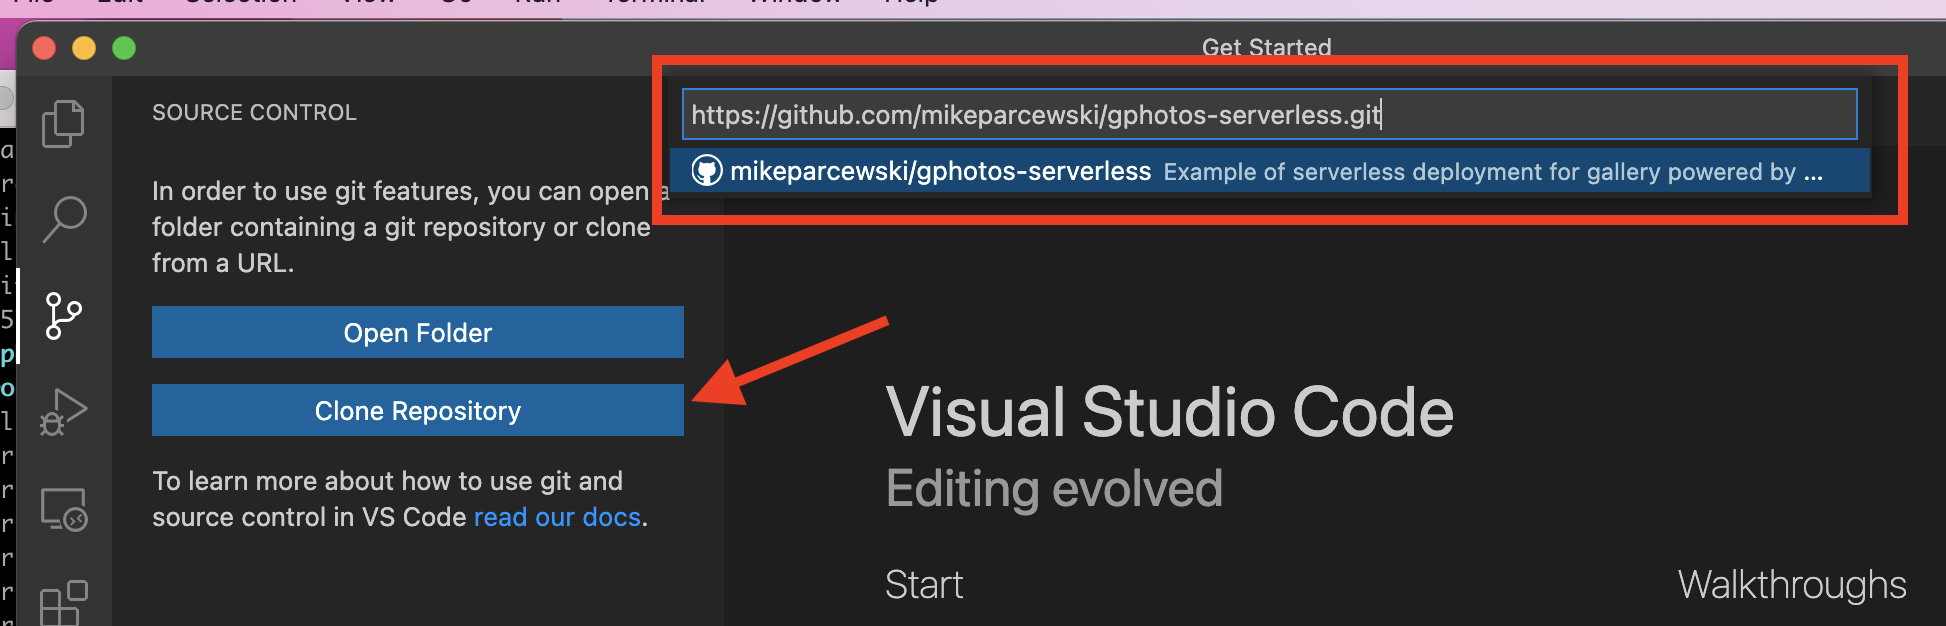 Get Started
SOURCE CONTROL
https://github.com/mikeparcewski/gphotos-serverless.git
mikeparcewski/gphotos-serverless Example of serverless deployment for gallery powered by ...
In order to use git features, you can open a
folder containing a git repository or clone
from a URL.
Open Folder
Clone Repository
To learn more about how to use git and
source control in VS Code read our docs.
Visual Studio Code
Editing evolved
Start
Walkthroughs